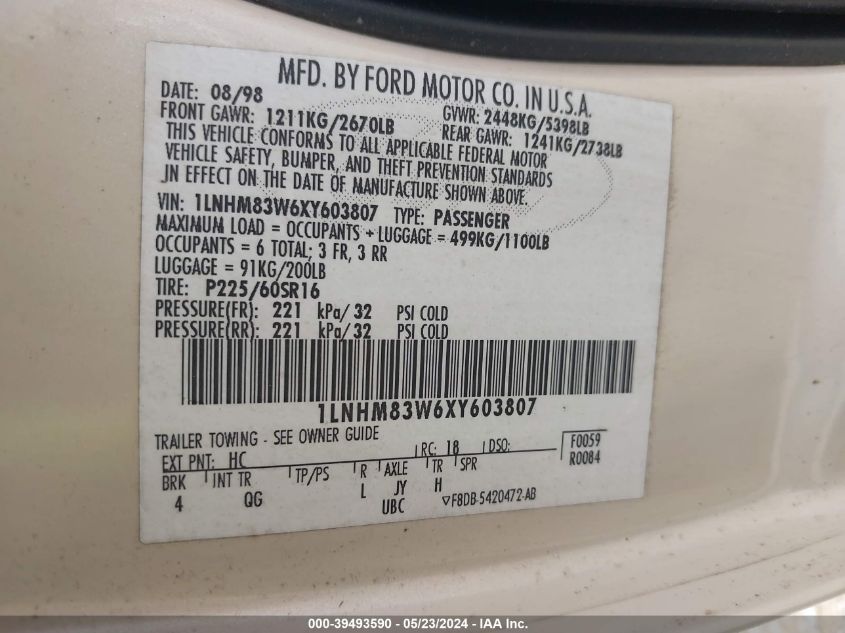 MFD. BY FORD MOTOR CO. IN U.S.A.
DATE: 08/98 GVWR: 2448KG/5398LB
FRONT GAWR: 1211KG/2670LB REAR GAWR: 1241KG/2738LB
THIS VEHICLE CONFORMS TO ALL APPLICABLE FEDERAL MOTOR
VEHICLE SAFETY, BUMPER, AND THEFT PREVENTION STANDARDS
IN EFFECT ON THE DATE OF MANUFACTURE SHOWN ABOVE.
VIN: 1LNHM83W6XY603807 TYPE: PASSENGER
MAXIMUM LOAD = OCCUPANTS + LUGGAGE = 499KG/1100LB
OCCUPANTS = 6 TOTAL; 3 FR, 3 RR
LUGGAGE = 91KG/200LB
TIRE: P225/60SR16
PRESSURE(FR): 221 kPa/ 32 PSI COLD
PRESSURE(RR): 221 kPa/ 32 PSI COLD
1LNHM83W6XY603807
TRAILER TOWING - SEE OWNER GUIDE
EXT PNT: HC RC: 18 DSO: F0059
R0084
BRK INT TR TP/PS R AXLE TR SPR
4 QG L JY H
UBC ▽F8DB-5420472-AB
000-39493590 - 05/23/2024 - IAA Inc.